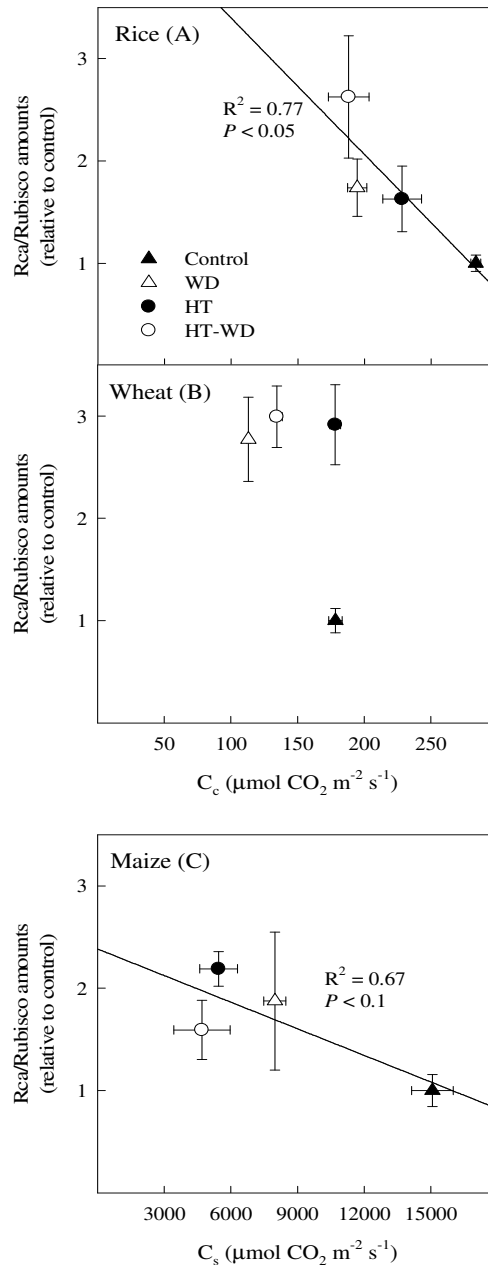 Rice (A)
3
2
1
R² = 0.77
P < 0.05
Rca/Rubisco amounts
(relative to control)
Control
WD
HT
HT-WD
Wheat (B)
3
2
1
Rca/Rubisco amounts
(relative to control)
50 100 150 200 250
C_c (μmol CO₂ m⁻² s⁻¹)
Maize (C)
3
2
1
R² = 0.67
P < 0.1
Rca/Rubisco amounts
(relative to control)
3000 6000 9000 12000 15000
C_s (μmol CO₂ m⁻² s⁻¹)